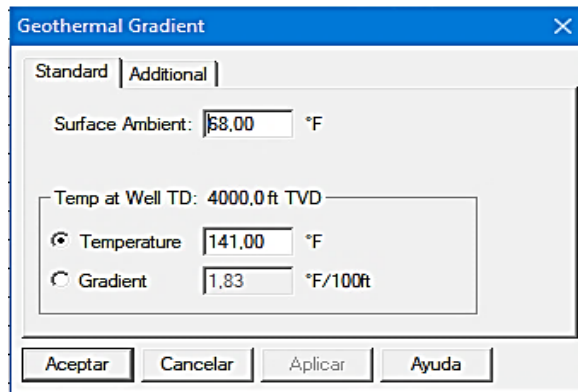 Geothermal Gradient
Standard Additional
Surface Ambient: 68,00 °F
Temp at Well TD: 4000,0 ft TVD
Temperature 141,00 °F
Gradient 1,83 °F/100ft
Aceptar Cancelar Aplicar Ayuda